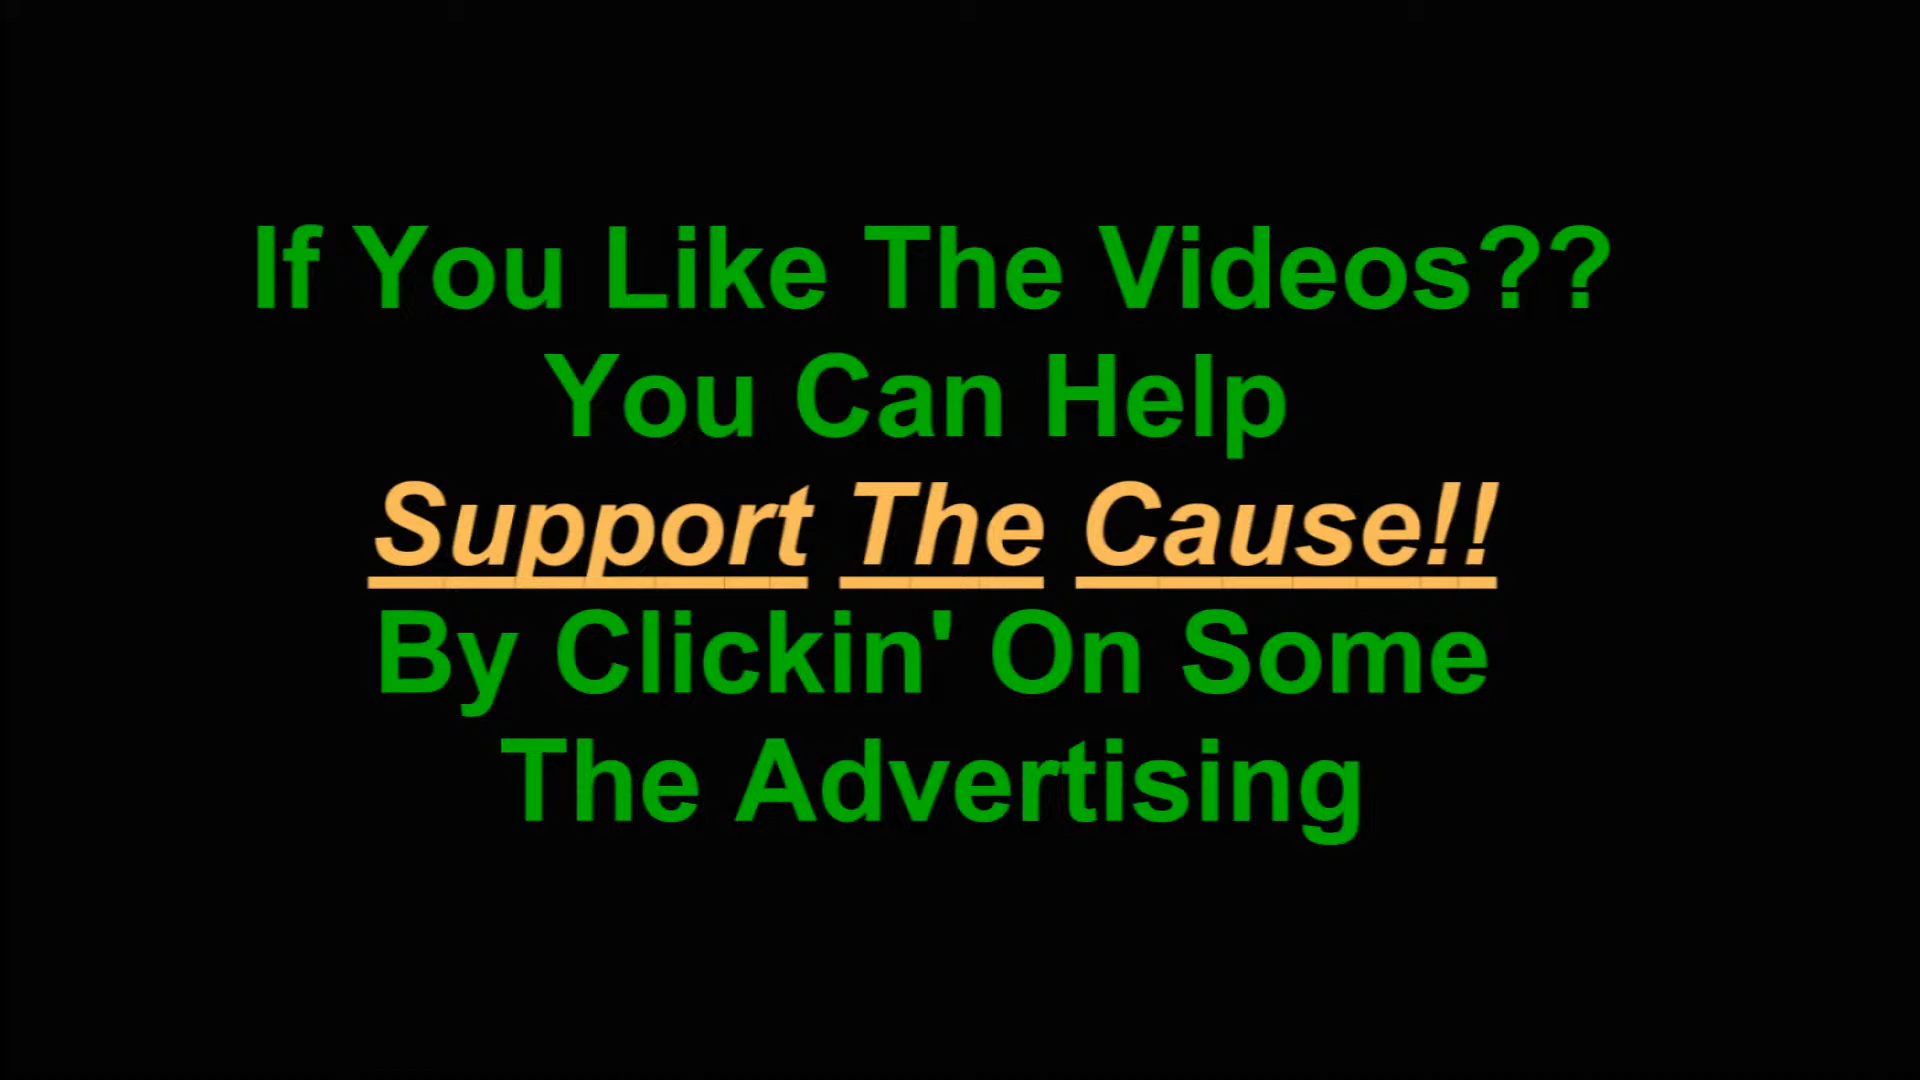 If You Like The Videos??
You Can Help
Support The Cause!!
By Clickin' On Some
The Advertising